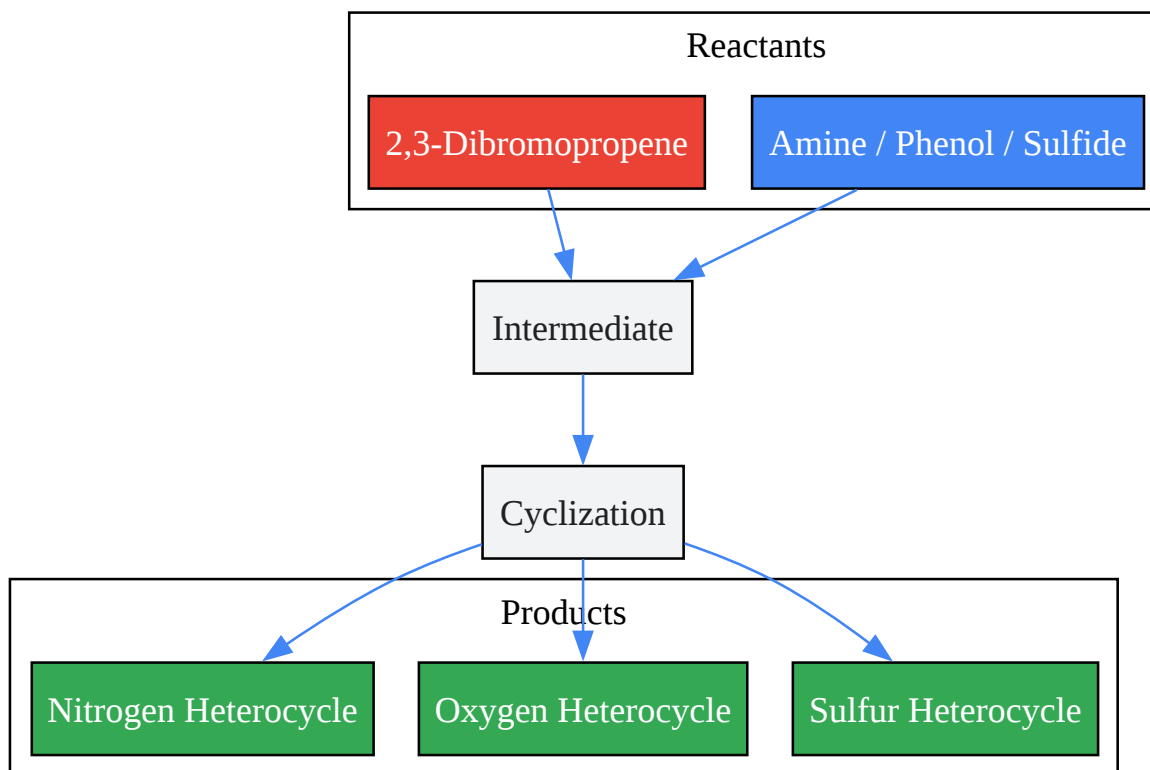 Reactants
2,3-Dibromopropene
Amine / Phenol / Sulfide
Intermediate
Cyclization
Products
Nitrogen Heterocycle
Oxygen Heterocycle
Sulfur Heterocycle